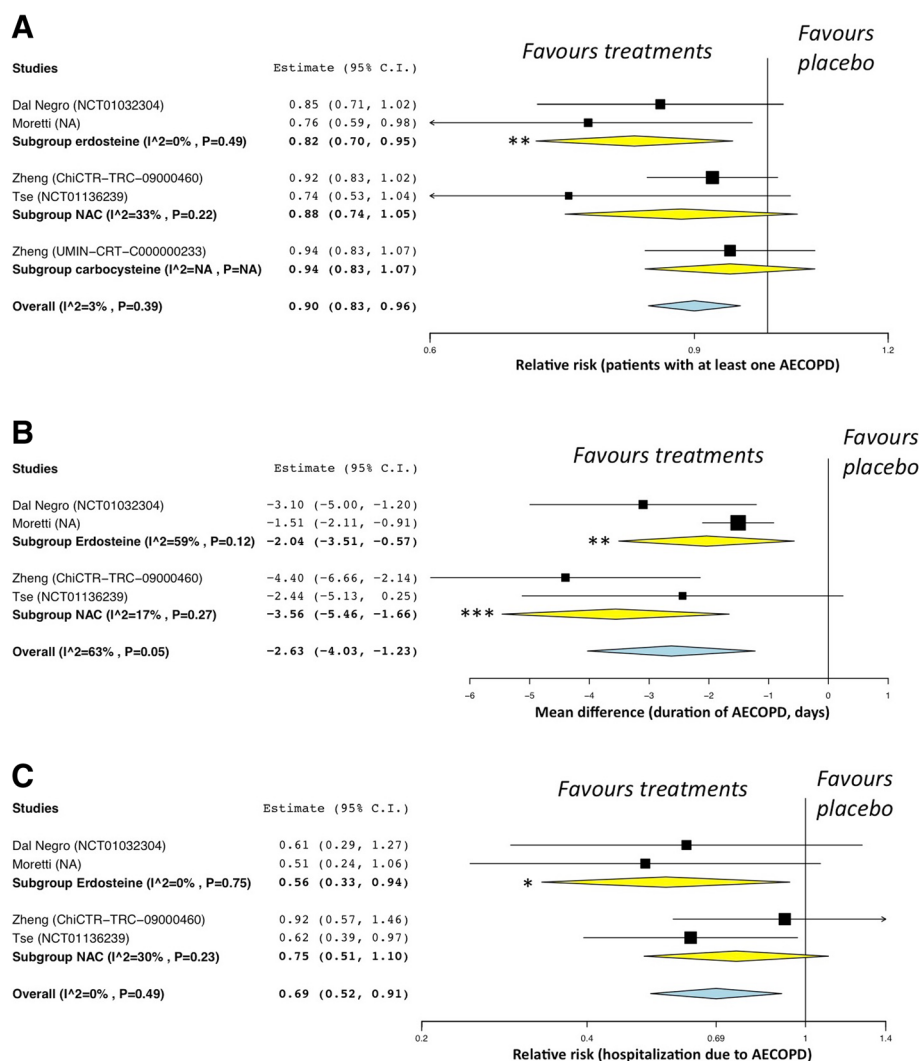 A
Favours treatments
Favours
placebo
Studies Estimate (95% C.I.)
Dal Negro (NCT01032304) 0.85 (0.71, 1.02)
Moretti (NA) 0.76 (0.59, 0.98)
Subgroup erdosteine (I^2=0% , P=0.49) 0.82 (0.70, 0.95) **
Zheng (ChiCTR−TRC−09000460) 0.92 (0.83, 1.02)
Tse (NCT01136239) 0.74 (0.53, 1.04)
Subgroup NAC (I^2=33% , P=0.22) 0.88 (0.74, 1.05)
Zheng (UMIN−CRT−C000000233) 0.94 (0.83, 1.07)
Subgroup carbocysteine (I^2=NA , P=NA) 0.94 (0.83, 1.07)
Overall (I^2=3% , P=0.39) 0.90 (0.83, 0.96)
0.6 0.9 1.2
Relative risk (patients with at least one AECOPD)
B
Favours treatments
Favours
placebo
Studies Estimate (95% C.I.)
Dal Negro (NCT01032304) −3.10 (−5.00, −1.20)
Moretti (NA) −1.51 (−2.11, −0.91)
Subgroup Erdosteine (I^2=59% , P=0.12) −2.04 (−3.51, −0.57) **
Zheng (ChiCTR−TRC−09000460) −4.40 (−6.66, −2.14)
Tse (NCT01136239) −2.44 (−5.13, 0.25)
Subgroup NAC (I^2=17% , P=0.27) −3.56 (−5.46, −1.66) ***
Overall (I^2=63% , P=0.05) −2.63 (−4.03, −1.23)
−6 −5 −4 −3 −2 −1 0 1
Mean difference (duration of AECOPD, days)
C
Favours treatments
Favours
placebo
Studies Estimate (95% C.I.)
Dal Negro (NCT01032304) 0.61 (0.29, 1.27)
Moretti (NA) 0.51 (0.24, 1.06)
Subgroup Erdosteine (I^2=0% , P=0.75) 0.56 (0.33, 0.94) *
Zheng (ChiCTR−TRC−09000460) 0.92 (0.57, 1.46)
Tse (NCT01136239) 0.62 (0.39, 0.97)
Subgroup NAC (I^2=30% , P=0.23) 0.75 (0.51, 1.10)
Overall (I^2=0% , P=0.49) 0.69 (0.52, 0.91)
0.2 0.4 0.69 1 1.4
Relative risk (hospitalization due to AECOPD)